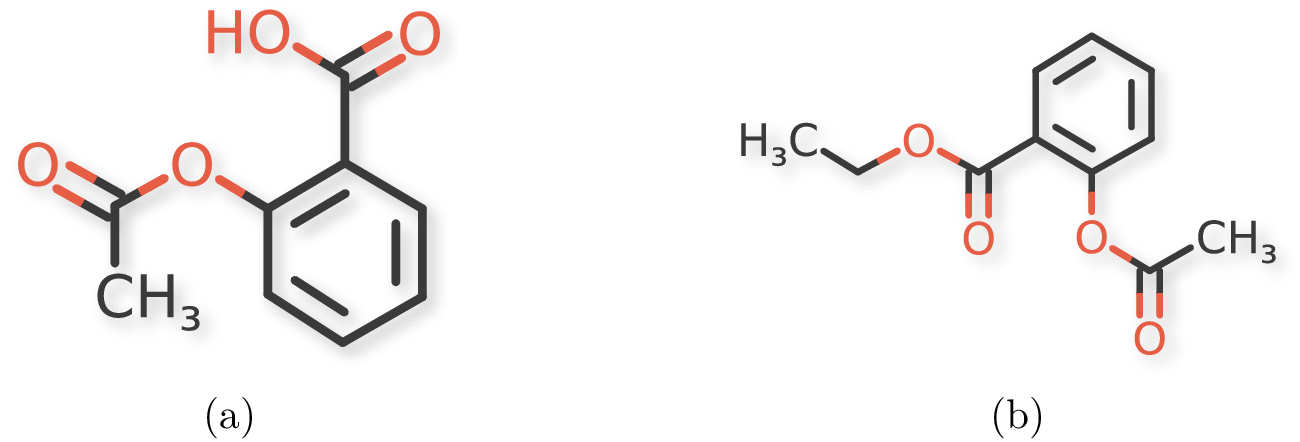 HO O
O O
CH₃
H₃C O
O
O CH₃
O
(a) (b)